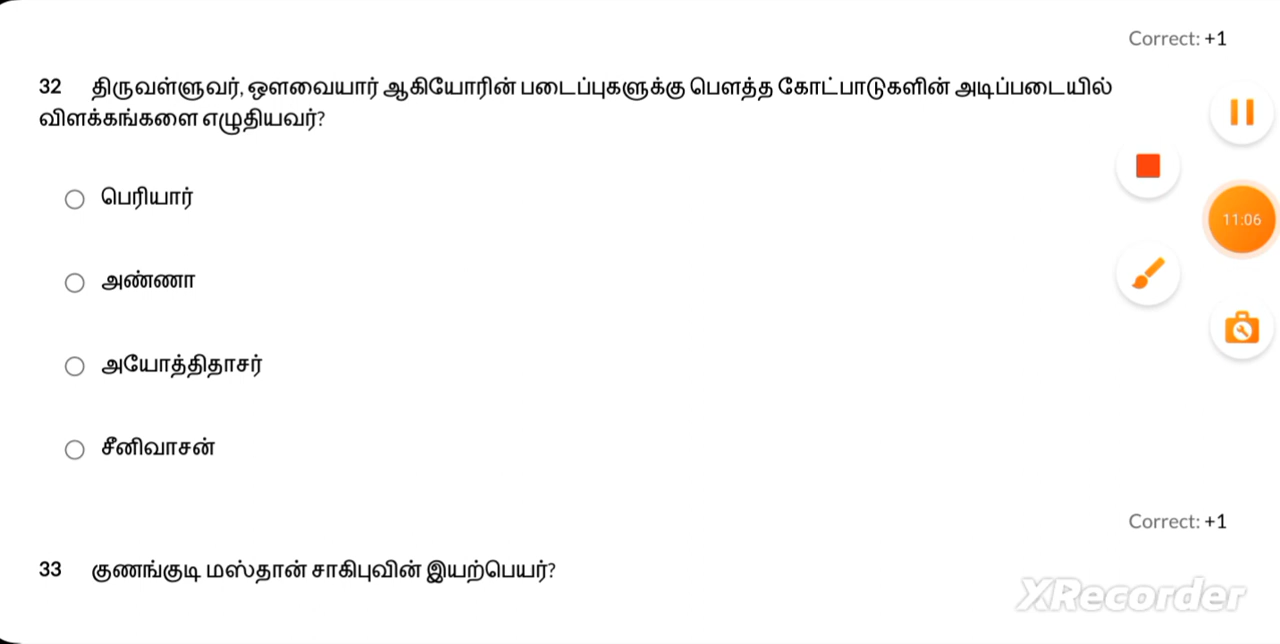 Correct: +1
32 திருவள்ளுவர், ஔவையார் ஆகியோரின் படைப்புகளுக்கு பௌத்த கோட்பாடுகளின் அடிப்படையில்
விளக்கங்களை எழுதியவர்?
பெரியார்
அண்ணா
11:06
அயோத்திதாசர்
சீனிவாசன்
Correct: +1
33 குணங்குடி மஸ்தான் சாகிபுவின் இயற்பெயர்?
XRecorder